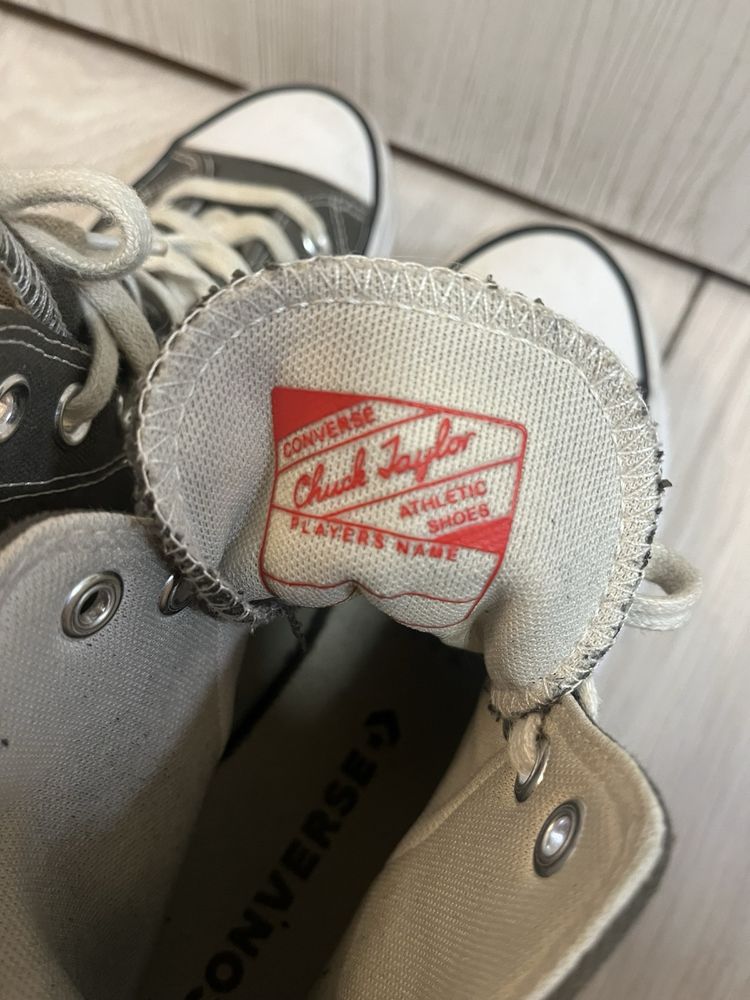 CONVERSE
Chuck Taylor
ATHLETIC
SHOES
PLAYERS NAME
CONVERSE